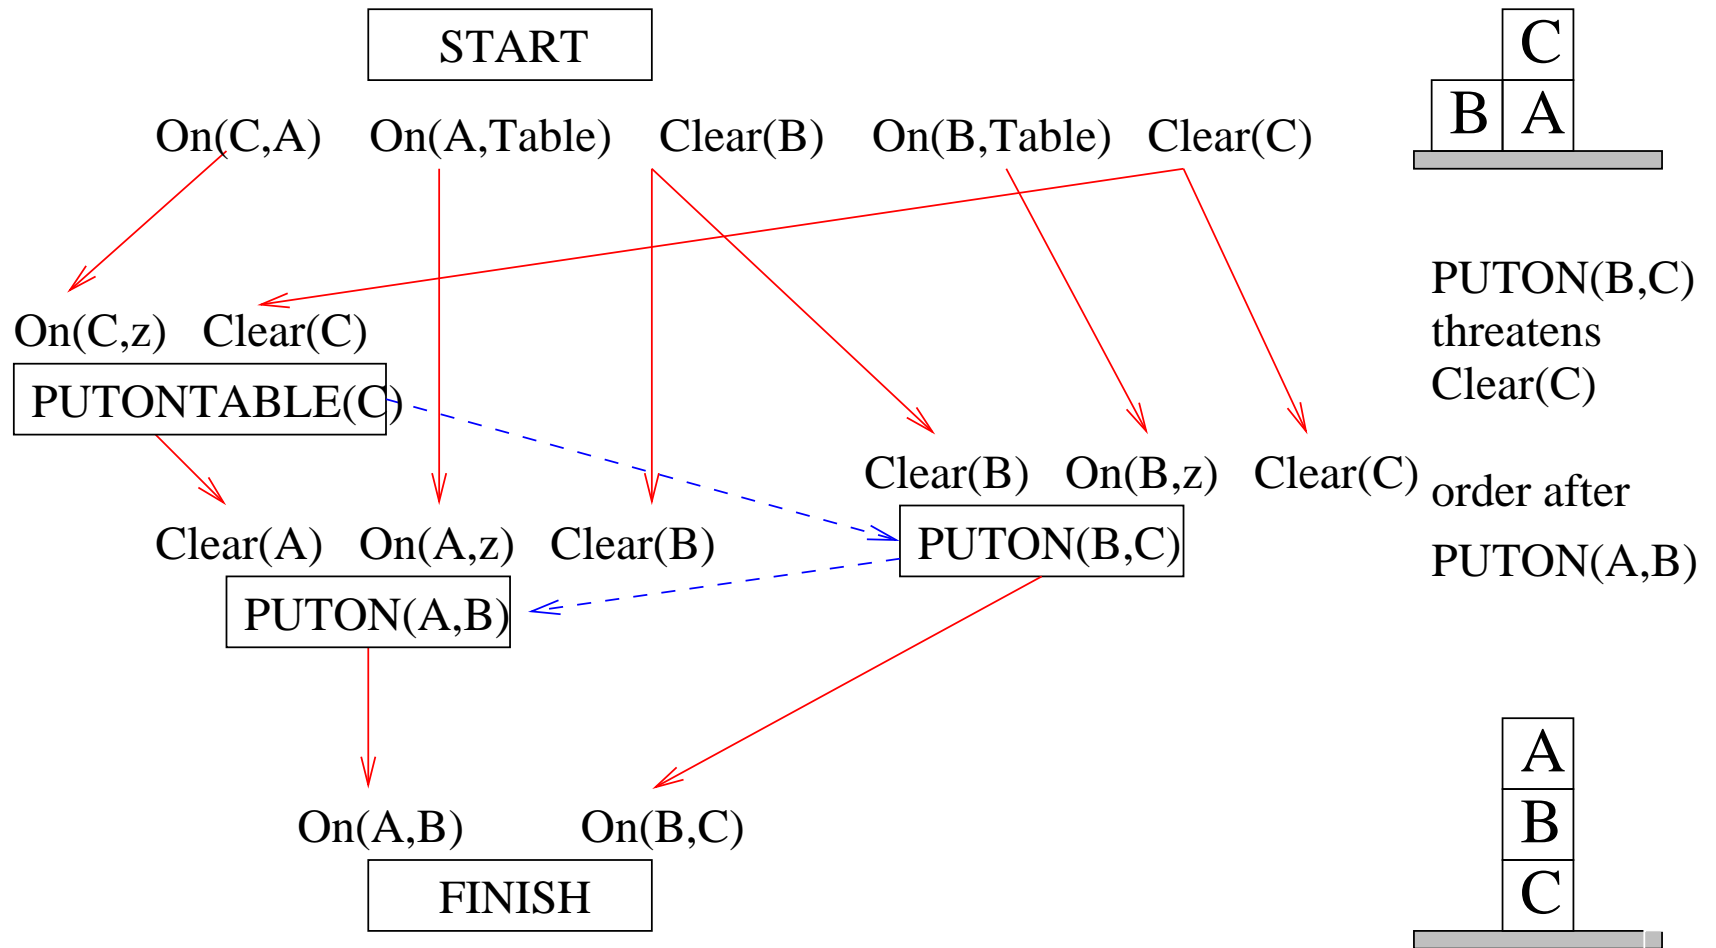 START
C
B A
On(C,A) On(A,Table) Clear(B) On(B,Table) Clear(C)
PUTON(B,C)
threatens
Clear(C)
On(C,z) Clear(C)
PUTONTABLE(C)
Clear(B) On(B,z) Clear(C)
order after
PUTON(A,B)
Clear(A) On(A,z) Clear(B)
PUTON(B,C)
PUTON(A,B)
A
B
C
On(A,B) On(B,C)
FINISH